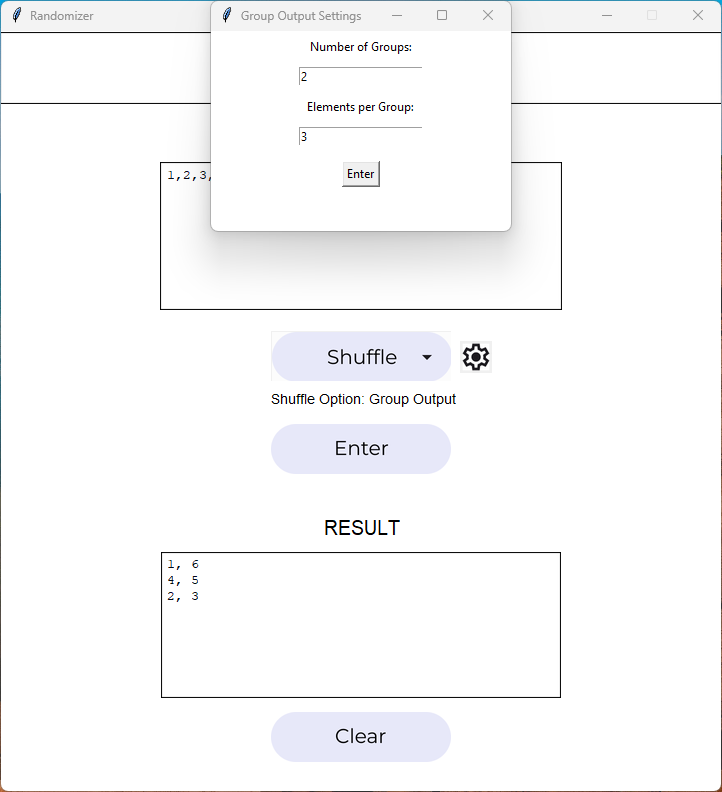 Randomizer
Group Output Settings
Number of Groups:
2
Elements per Group:
3
Enter
1,2,3,
Shuffle
Shuffle Option: Group Output
Enter
RESULT
1, 6
4, 5
2, 3
Clear